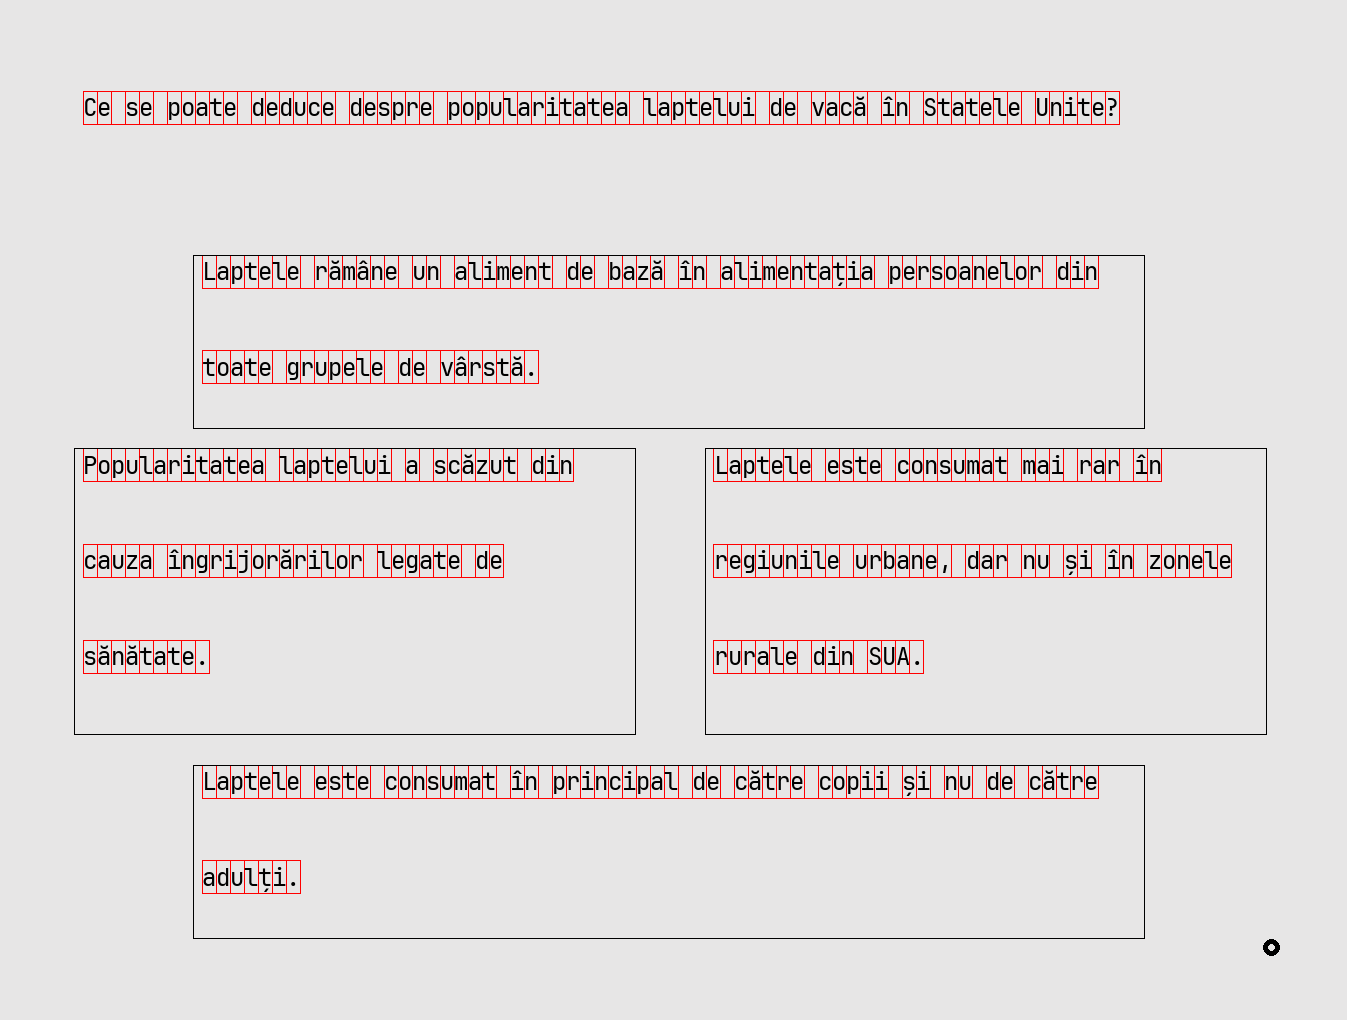 Ce se poate deduce despre popularitatea laptelui de vacă în Statele Unite?
Laptele rămâne un aliment de bază în alimentația persoanelor din
toate grupele de vârstă.
Popularitatea laptelui a scăzut din
cauza îngrijorărilor legate de
sănătate.
Laptele este consumat mai rar în
regiunile urbane, dar nu și în zonele
rurale din SUA.
Laptele este consumat în principal de către copii și nu de către
adulți.